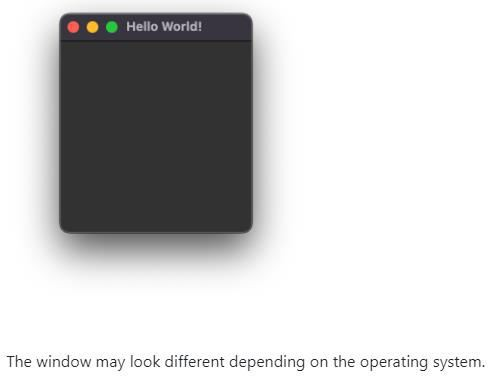 Hello World!
The window may look different depending on the operating system.